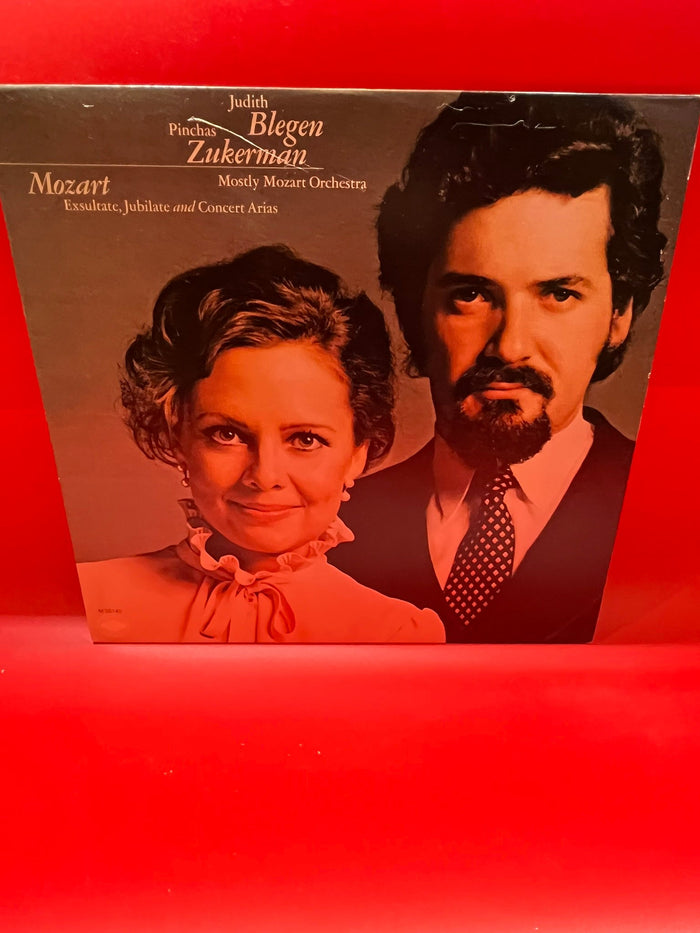 Judith
Blegen
Pinchas
Zukerman
Mostly Mozart Orchestra
Mozart
Exsultate, Jubilate and Concert Arias